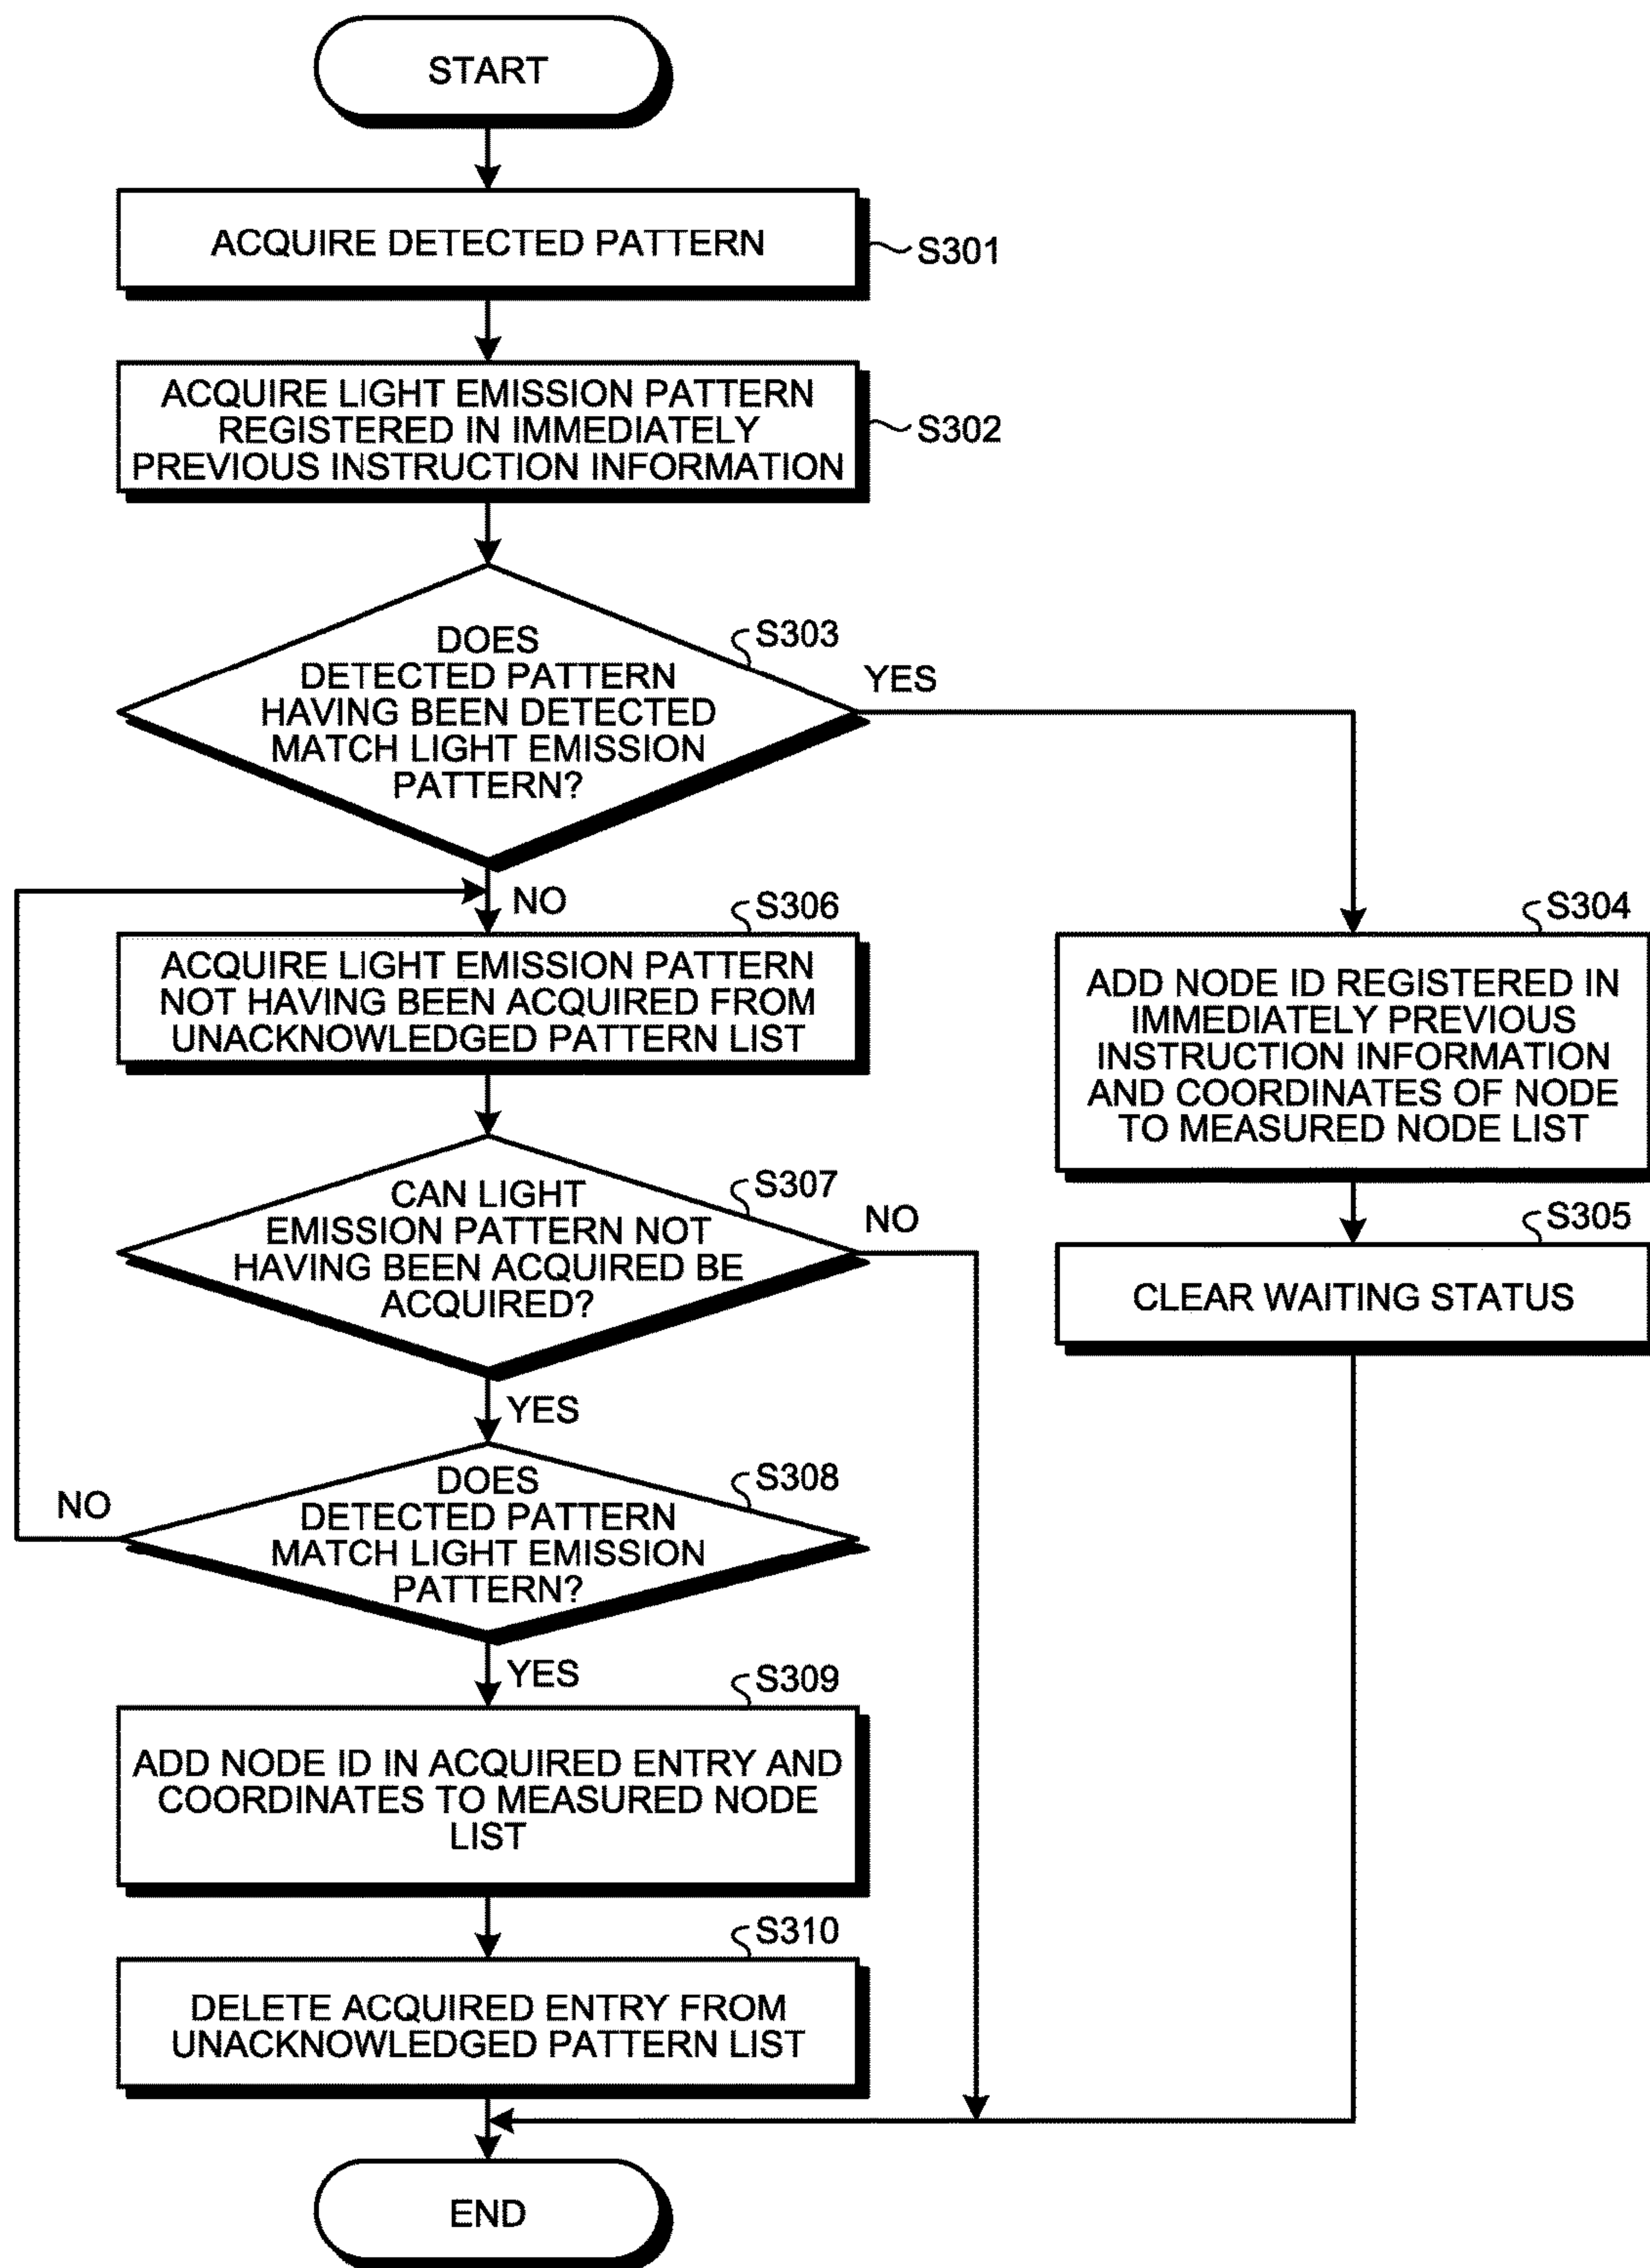 START
ACQUIRE DETECTED PATTERN
S301
ACQUIRE LIGHT EMISSION PATTERN
REGISTERED IN IMMEDIATELY
PREVIOUS INSTRUCTION INFORMATION
S302
S303
DOES
DETECTED PATTERN
HAVING BEEN DETECTED
MATCH LIGHT EMISSION
PATTERN?
YES
NO
S304
ADD NODE ID REGISTERED IN
IMMEDIATELY PREVIOUS
INSTRUCTION INFORMATION
AND COORDINATES OF NODE
TO MEASURED NODE LIST
S305
CLEAR WAITING STATUS
S306
ACQUIRE LIGHT EMISSION PATTERN
NOT HAVING BEEN ACQUIRED FROM
UNACKNOWLEDGED PATTERN LIST
S307
CAN LIGHT
EMISSION PATTERN NOT
HAVING BEEN ACQUIRED BE
ACQUIRED?
NO
YES
S308
DOES
DETECTED PATTERN
MATCH LIGHT EMISSION
PATTERN?
NO
YES
S309
ADD NODE ID IN ACQUIRED ENTRY AND
COORDINATES TO MEASURED NODE
LIST
S310
DELETE ACQUIRED ENTRY FROM
UNACKNOWLEDGED PATTERN LIST
END